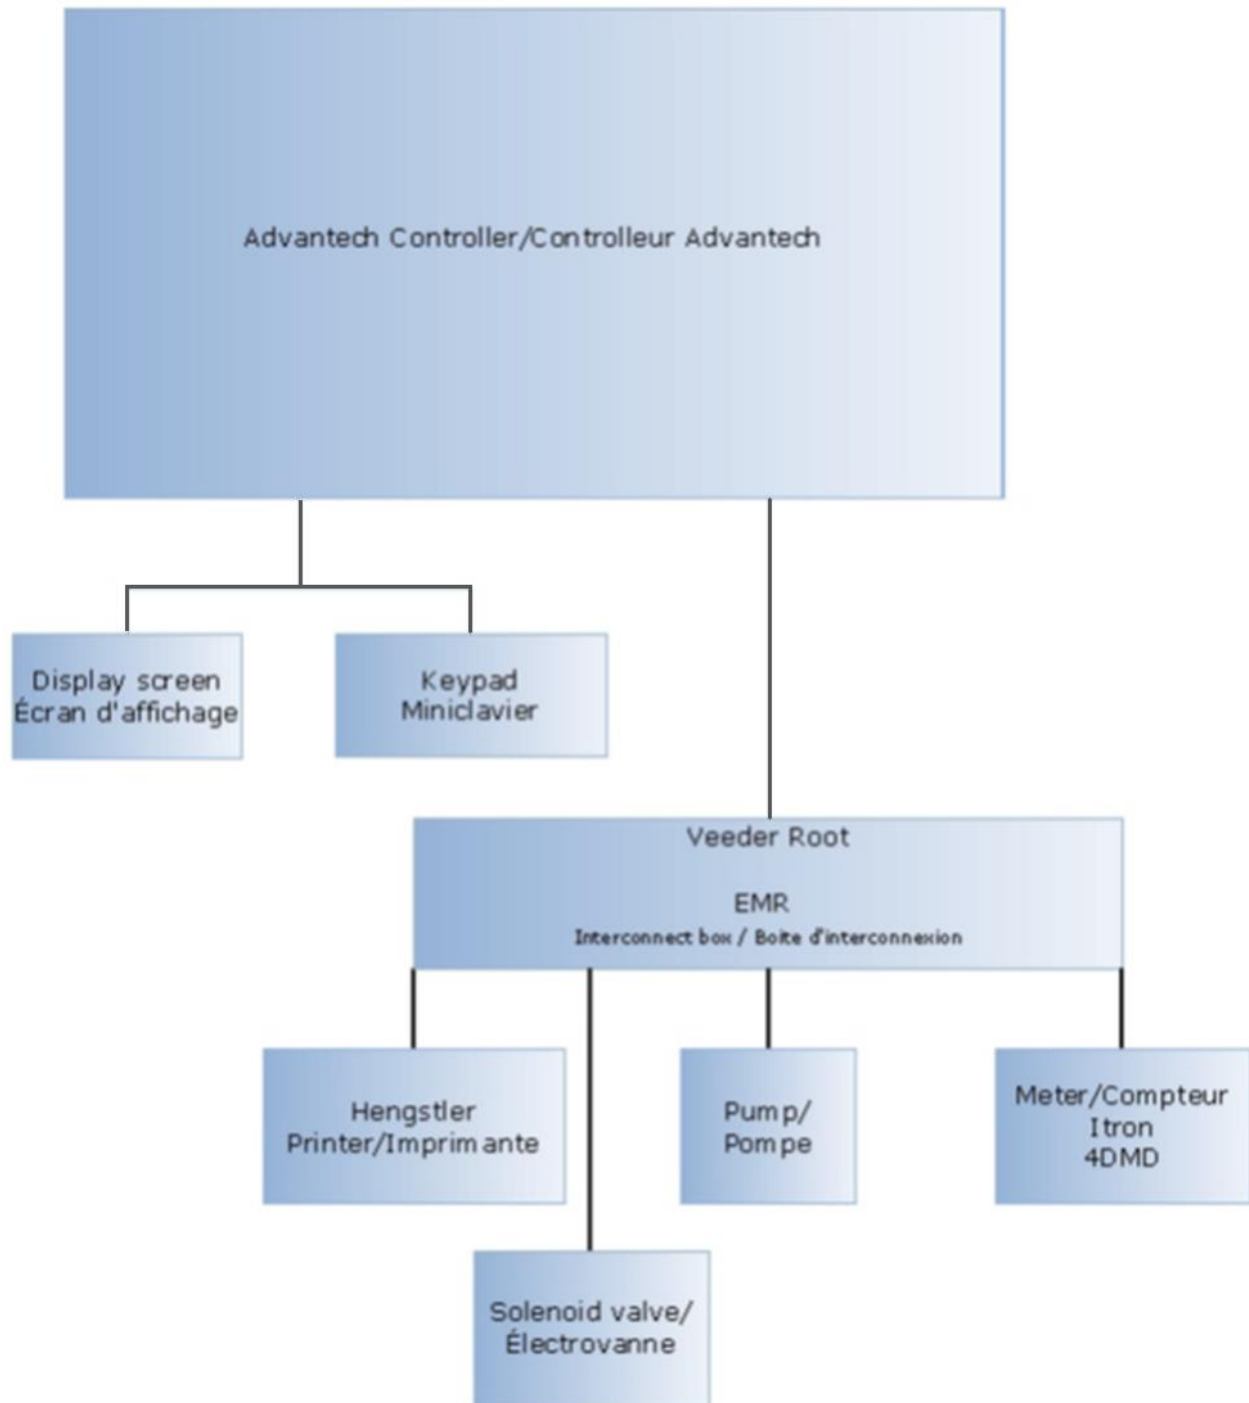 Advantech Controller/Controlleur Advantech
Display screen
Écran d'affichage
Keypad
Miniclavier
Veeder Root
EMR
Interconnect box / Boite d'interconnexion
Hengstler
Printer/Imprimante
Pump/
Pompe
Meter/Compteur
Itron
4DMD
Solenoid valve/
Électrovanne